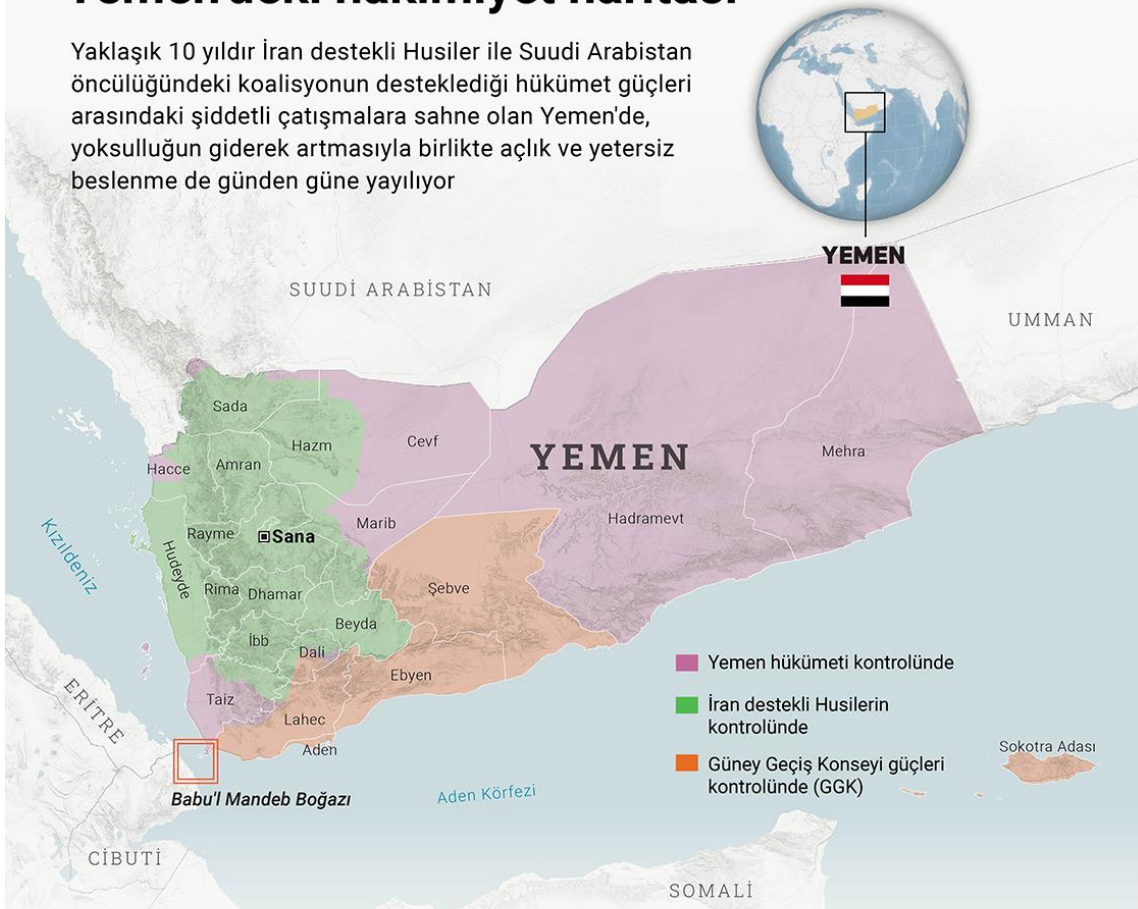 Yemen'deki hakimiyet haritası
Yaklaşık 10 yıldır İran destekli Husiler ile Suudi Arabistan
öncülüğündeki koalisyonun desteklediği hükümet güçleri
arasındaki şiddetli çatışmalara sahne olan Yemen'de,
yoksulluğun giderek artmasıyla birlikte açlık ve yetersiz
beslenme de günden güne yayılıyor
YEMEN
SUUDİ ARABİSTAN
UMMAN
Sada
Hazm
Cevf
YEMEN
Mehra
Hacce
Amran
Marib
Hadramevt
Kızıldeniz
Rayme
Sana
Hudeyde
Rima
Dhamar
Şebve
Beyda
İbb
Dali
Ebyen
Taiz
Lahec
Aden
ERİTRE
Babu'l Mandeb Boğazı
Aden Körfezi
CİBUTİ
SOMALİ
Yemen hükümeti kontrolünde
İran destekli Husilerin
kontrolünde
Güney Geçiş Konseyi güçleri
kontrolünde (GGK)
Sokotra Adası